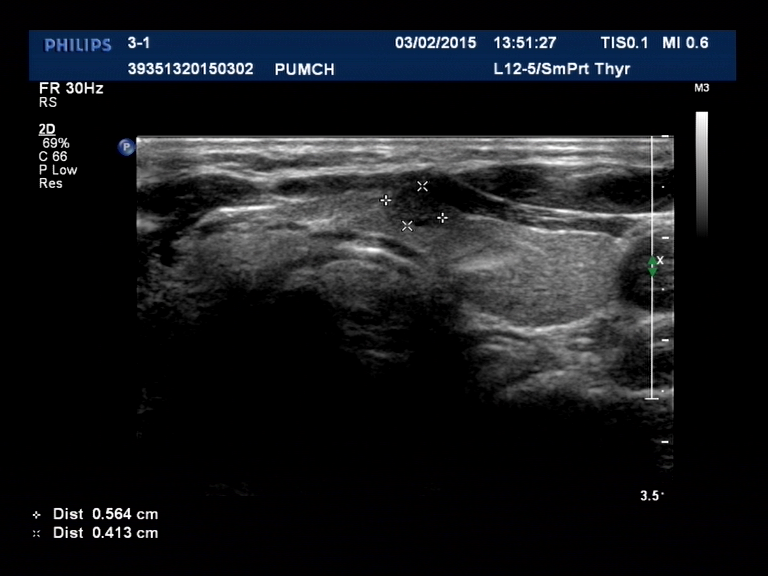 PHILIPS 3-1 03/02/2015 13:51:27 TIS0.1 MI 0.6
39351320150302 PUMCH L12-5/SmPrt Thyr
FR 30Hz
RS
M3
2D
69%
C 66
P Low
Res
P
X
3.5
Dist 0.564 cm
Dist 0.413 cm